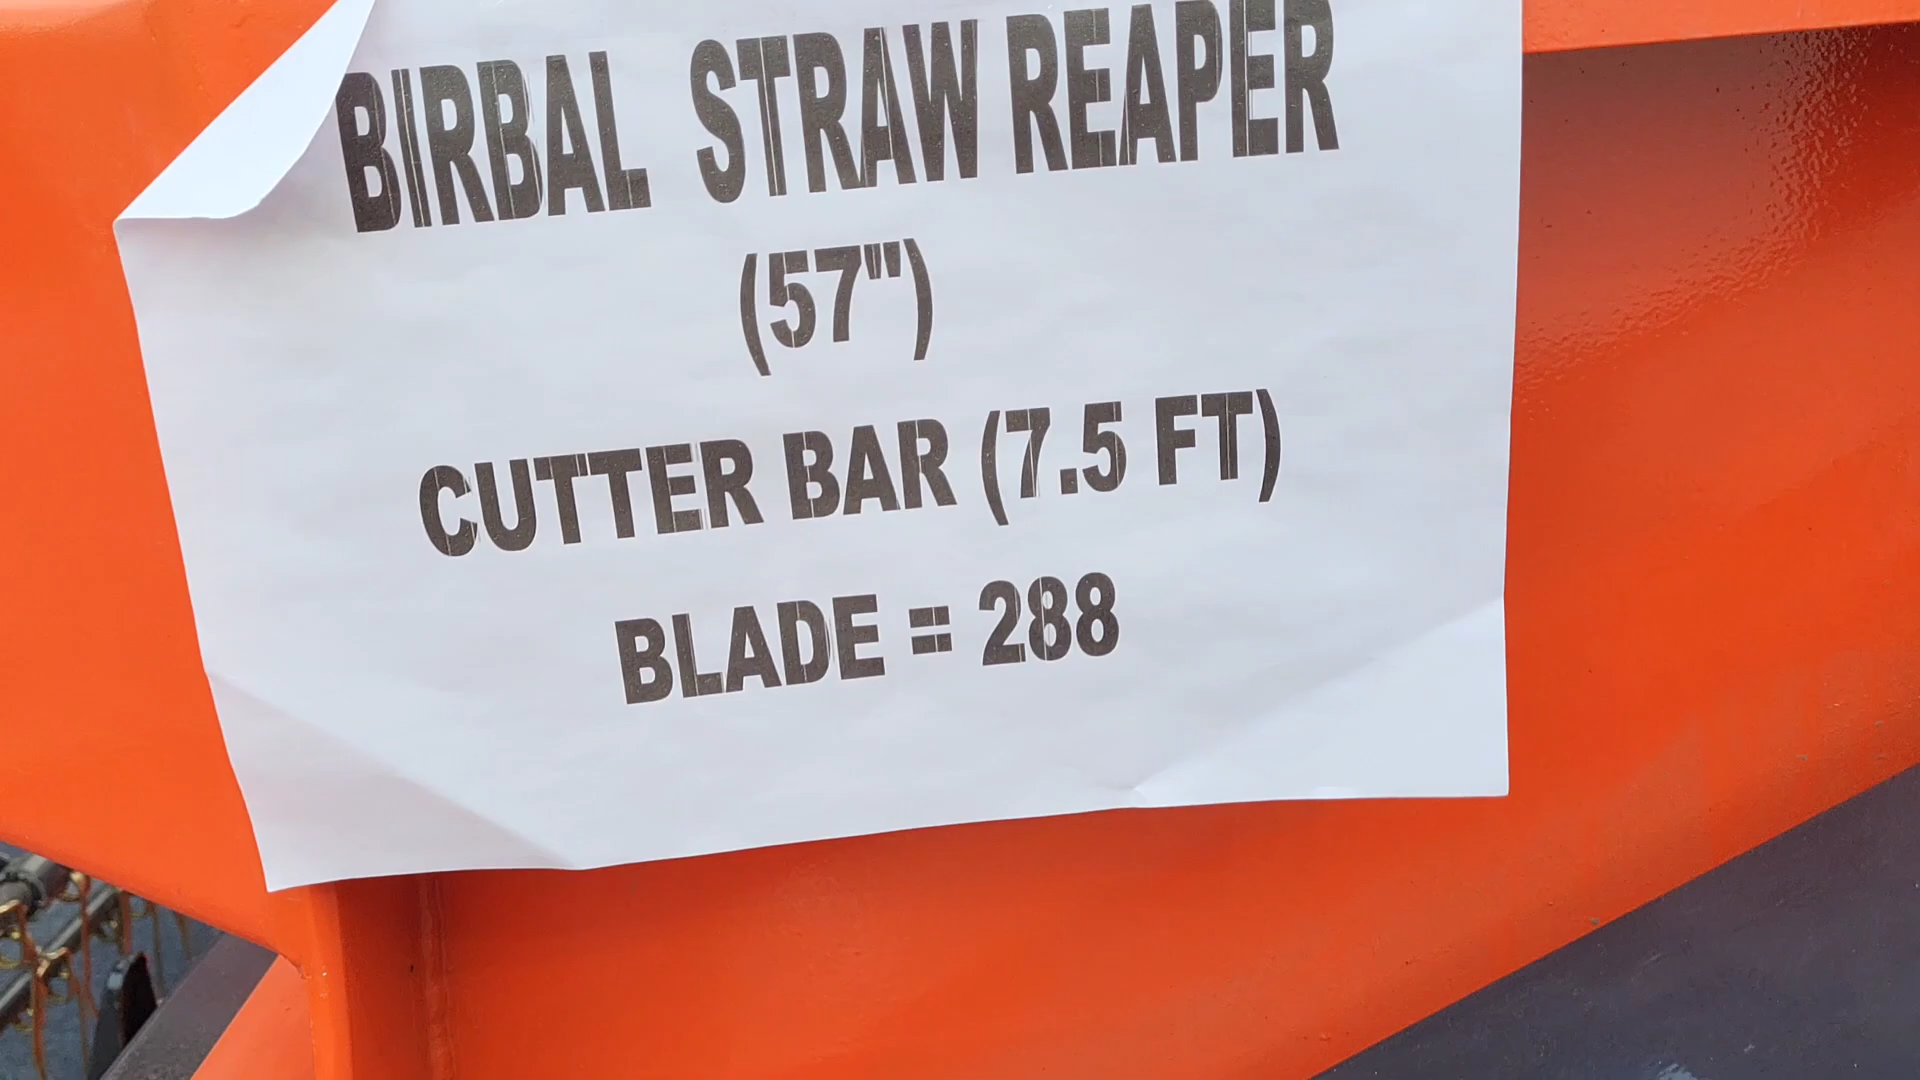 BIRBAL STRAW REAPER
(57")
CUTTER BAR (7.5 FT)
BLADE = 288